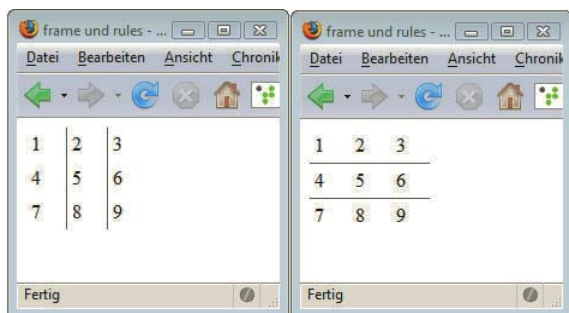 frame und rules - ...
Datei Bearbeiten Ansicht Chronik
1 2 3
4 5 6
7 8 9
Fertig
frame und rules - ...
Datei Bearbeiten Ansicht Chronik
1 2 3
4 5 6
7 8 9
Fertig